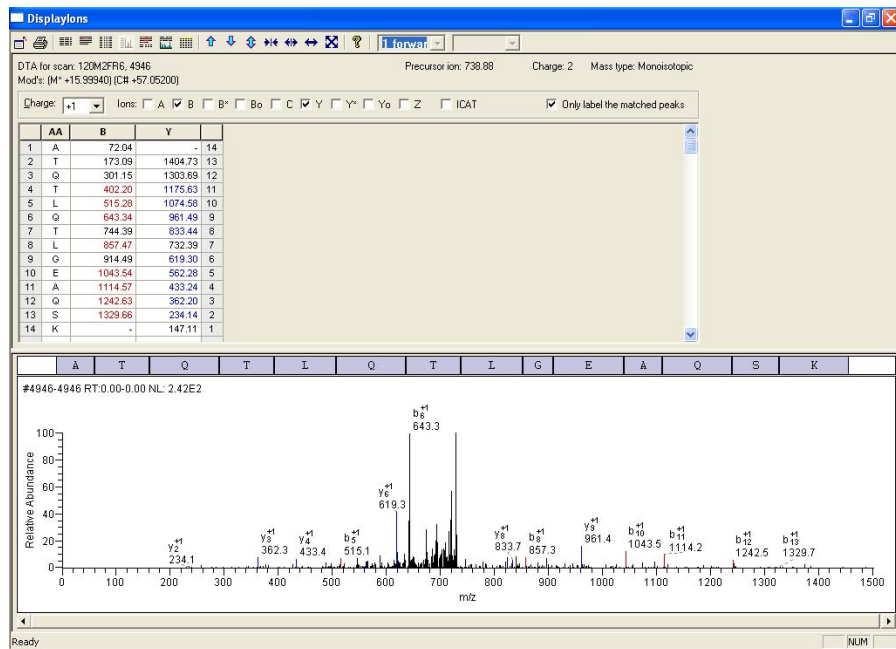 DisplayIons
1 forwar
DTA for scan: 120M2FR6, 4946 Precursor ion: 738.88 Charge: 2 Mass type: Monoisotopic
Mod's: (M* +15.99940) (C# +57.05200)
Charge: +1 Ions: A B B* Bo C Y Y* Yo Z ICAT Only label the matched peaks
AA B Y
1 A 72.04 - 14
2 T 173.09 1404.73 13
3 Q 301.15 1303.69 12
4 T 402.20 1175.63 11
5 L 515.28 1074.58 10
6 Q 643.34 961.49 9
7 T 744.39 833.44 8
8 L 857.47 732.39 7
9 G 914.49 619.30 6
10 E 1043.54 562.28 5
11 A 1114.57 433.24 4
12 Q 1242.63 362.20 3
13 S 1329.66 234.14 2
14 K - 147.11 1
A T Q T L Q T L G E A Q S K
#4946-4946 RT:0.00-0.00 NL: 2.42E2
b6+1
643.3
y6+1
619.3
y2+1
234.1
y3+1
362.3
y4+1
433.4
b5+1
515.1
y8+1
833.7
b8+1
857.3
y9+1
961.4
b10+1
1043.5
b11+1
1114.2
b12+1
1242.5
b13+1
1329.7
Relative Abundance
100
80
60
40
20
0
0 100 200 300 400 500 600 700 800 900 1000 1100 1200 1300 1400 1500
m/z
Ready NUM